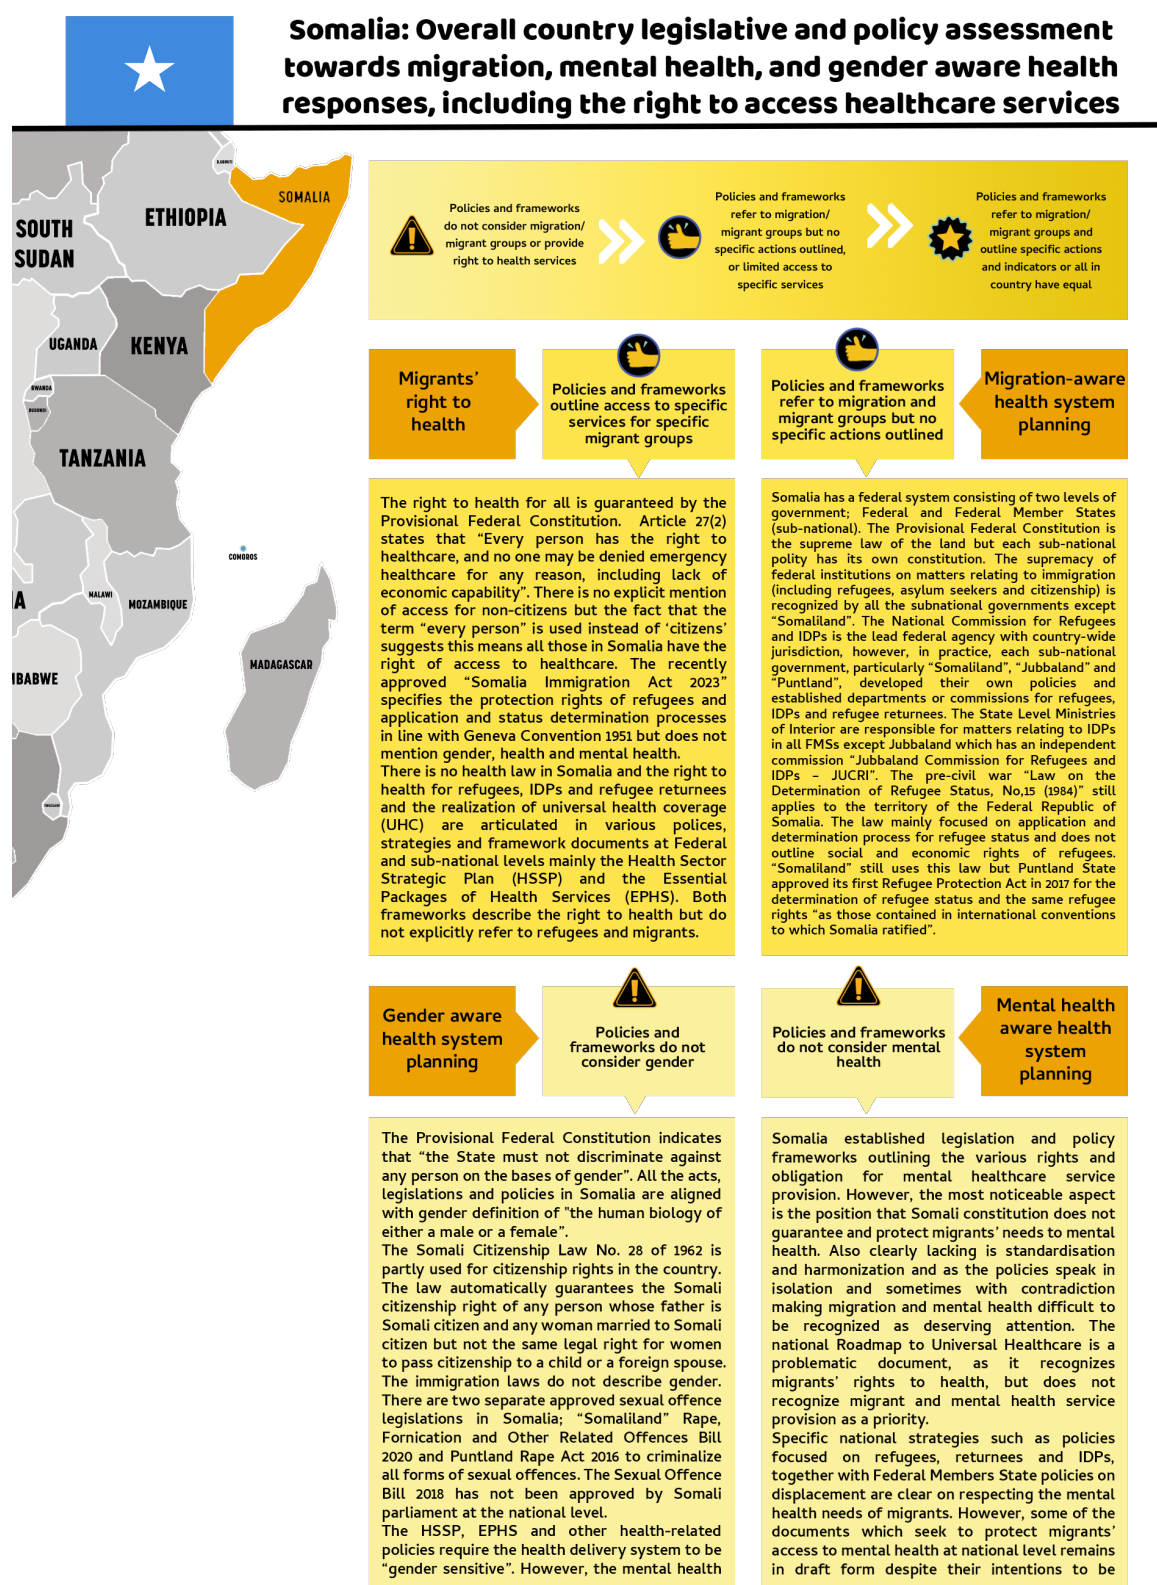 Somalia: Overall country legislative and policy assessment
towards migration, mental health, and gender aware health
responses, including the right to access healthcare services
DJIBOUTI
SOMALIA
ETHIOPIA
SOUTH
SUDAN
UGANDA
KENYA
RWANDA
BURUNDI
TANZANIA
COMOROS
MALAWI
MOZAMBIQUE
IA
MADAGASCAR
IBABWE
SWAZILAND
Policies and frameworks
do not consider migration/
migrant groups or provide
right to health services
Policies and frameworks
refer to migration/
migrant groups but no
specific actions outlined,
or limited access to
specific services
Policies and frameworks
refer to migration/
migrant groups and
outline specific actions
and indicators or all in
country have equal
Migrants’
right to
health
Policies and frameworks
outline access to specific
services for specific
migrant groups
The right to health for all is guaranteed by the
Provisional Federal Constitution. Article 27(2)
states that “Every person has the right to
healthcare, and no one may be denied emergency
healthcare for any reason, including lack of
economic capability”. There is no explicit mention
of access for non-citizens but the fact that the
term “every person” is used instead of ‘citizens’
suggests this means all those in Somalia have the
right of access to healthcare. The recently
approved “Somalia Immigration Act 2023”
specifies the protection rights of refugees and
application and status determination processes
in line with Geneva Convention 1951 but does not
mention gender, health and mental health.
There is no health law in Somalia and the right to
health for refugees, IDPs and refugee returnees
and the realization of universal health coverage
(UHC) are articulated in various polices,
strategies and framework documents at Federal
and sub-national levels mainly the Health Sector
Strategic Plan (HSSP) and the Essential
Packages of Health Services (EPHS). Both
frameworks describe the right to health but do
not explicitly refer to refugees and migrants.
Policies and frameworks
refer to migration and
migrant groups but no
specific actions outlined
Migration-aware
health system
planning
Somalia has a federal system consisting of two levels of
government; Federal and Federal Member States
(sub-national). The Provisional Federal Constitution is
the supreme law of the land but each sub-national
polity has its own constitution. The supremacy of
federal institutions on matters relating to immigration
(including refugees, asylum seekers and citizenship) is
recognized by all the subnational governments except
“Somaliland”. The National Commission for Refugees
and IDPs is the lead federal agency with country-wide
jurisdiction, however, in practice, each sub-national
government, particularly “Somaliland”, “Jubbaland” and
“Puntland”, developed their own policies and
established departments or commissions for refugees,
IDPs and refugee returnees. The State Level Ministries
of Interior are responsible for matters relating to IDPs
in all FMSs except Jubbaland which has an independent
commission “Jubbaland Commission for Refugees and
IDPs – JUCRI”. The pre-civil war “Law on the
Determination of Refugee Status, No,15 (1984)” still
applies to the territory of the Federal Republic of
Somalia. The law mainly focused on application and
determination process for refugee status and does not
outline social and economic rights of refugees.
“Somaliland” still uses this law but Puntland State
approved its first Refugee Protection Act in 2017 for the
determination of refugee status and the same refugee
rights “as those contained in international conventions
to which Somalia ratified”.
Gender aware
health system
planning
Policies and
frameworks do not
consider gender
The Provisional Federal Constitution indicates
that “the State must not discriminate against
any person on the bases of gender”. All the acts,
legislations and policies in Somalia are aligned
with gender definition of "the human biology of
either a male or a female”.
The Somali Citizenship Law No. 28 of 1962 is
partly used for citizenship rights in the country.
The law automatically guarantees the Somali
citizenship right of any person whose father is
Somali citizen and any woman married to Somali
citizen but not the same legal right for women
to pass citizenship to a child or a foreign spouse.
The immigration laws do not describe gender.
There are two separate approved sexual offence
legislations in Somalia; “Somaliland” Rape,
Fornication and Other Related Offences Bill
2020 and Puntland Rape Act 2016 to criminalize
all forms of sexual offences. The Sexual Offence
Bill 2018 has not been approved by Somali
parliament at the national level.
The HSSP, EPHS and other health-related
policies require the health delivery system to be
“gender sensitive”. However, the mental health
Policies and frameworks
do not consider mental
health
Mental health
aware health
system
planning
Somalia established legislation and policy
frameworks outlining the various rights and
obligation for mental healthcare service
provision. However, the most noticeable aspect
is the position that Somali constitution does not
guarantee and protect migrants’ needs to mental
health. Also clearly lacking is standardisation
and harmonization and as the policies speak in
isolation and sometimes with contradiction
making migration and mental health difficult to
be recognized as deserving attention. The
national Roadmap to Universal Healthcare is a
problematic document, as it recognizes
migrants’ rights to health, but does not
recognize migrant and mental health service
provision as a priority.
Specific national strategies such as policies
focused on refugees, returnees and IDPs,
together with Federal Members State policies on
displacement are clear on respecting the mental
health needs of migrants. However, some of the
documents which seek to protect migrants’
access to mental health at national level remains
in draft form despite their intentions to be